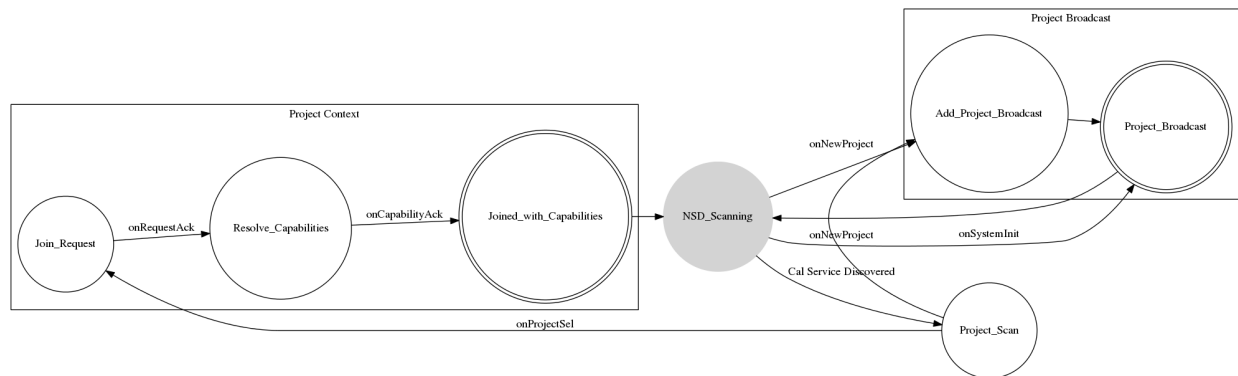 Project Broadcast
Add_Project_Broadcast
Project_Broadcast
Project Context
onNewProject
Join_Request
onRequestAck
Resolve_Capabilities
onCapabilityAck
Joined_with_Capabilities
NSD_Scanning
onNewProject
onSystemInit
Cal Service Discovered
onProjectSel
Project_Scan